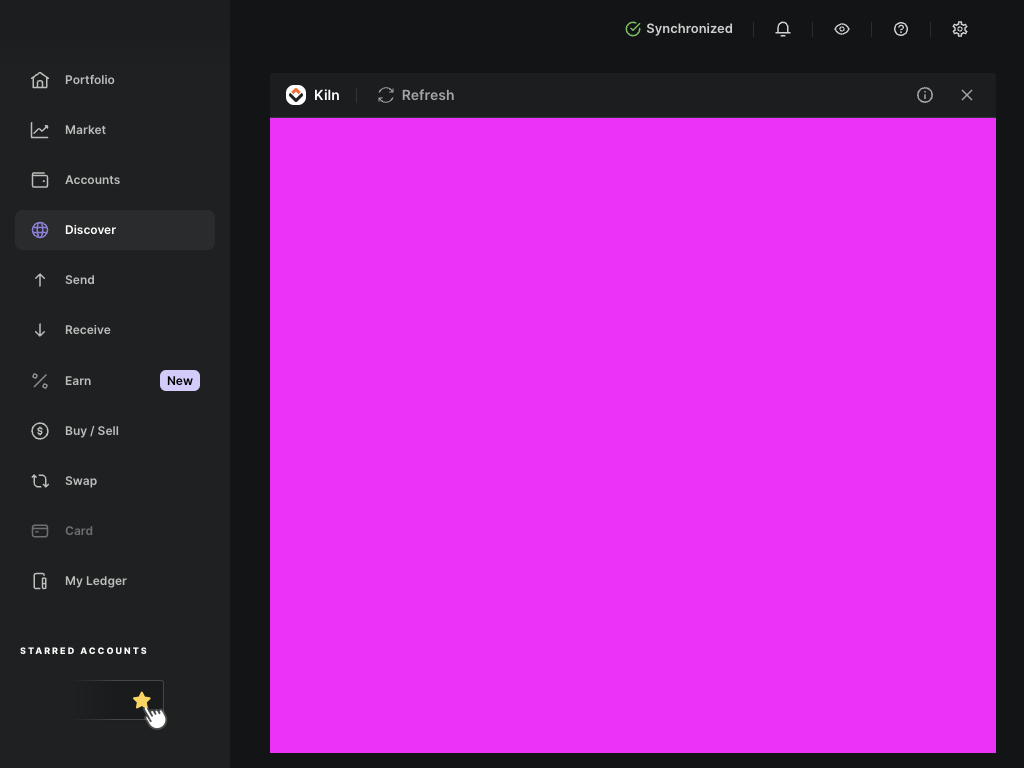 Synchronized
Portfolio
Market
Accounts
Discover
Send
Receive
Earn New
Buy / Sell
Swap
Card
My Ledger
STARRED ACCOUNTS
Kiln Refresh